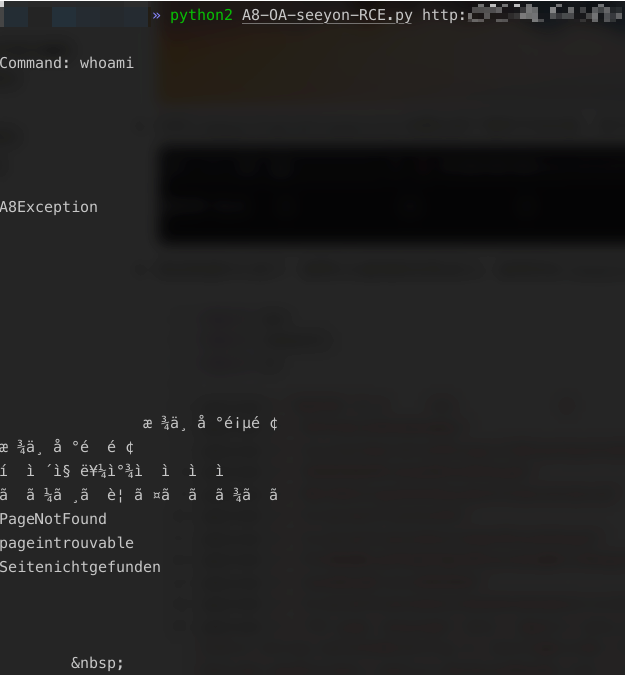 » python2 A8-OA-seeyon-RCE.py http:
Command: whoami
A8Exception
æ ¾ä¸ å °é¡µé ¢
æ ¾ä¸ å °é é ¢
í ì ´ì§ ë¥¼ì°¾ì ì ì ì
ã ã ¼ã ¸ã è¦ ã ¤ã ã ã ¾ã ã
PageNotFound
pageintrouvable
Seitenichtgefunden
&nbsp;